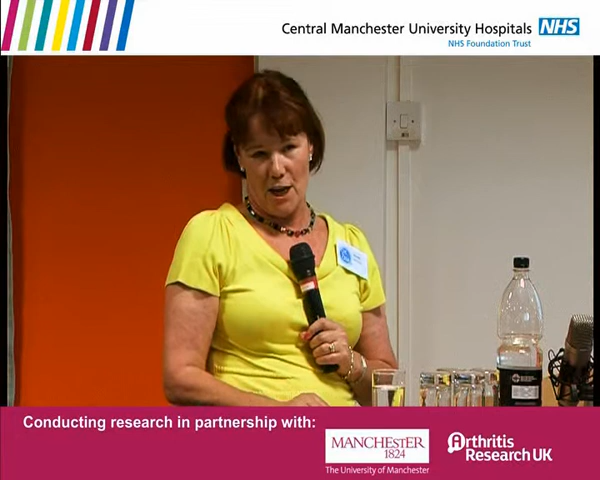 Central Manchester University Hospitals NHS
NHS Foundation Trust
Conducting research in partnership with:
MANCHESTER
1824
The University of Manchester
Arthritis
Research UK